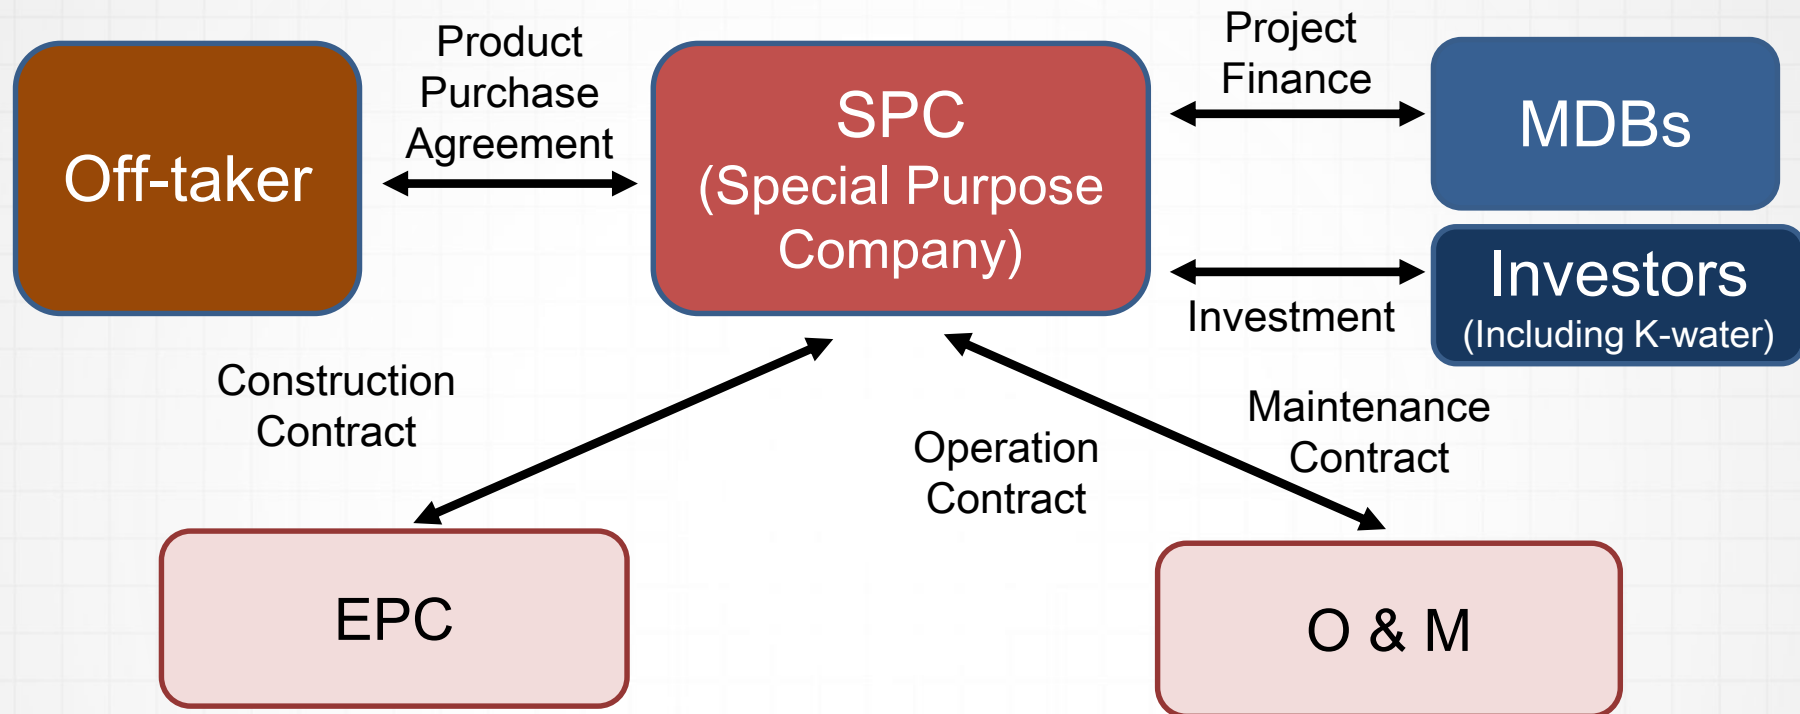 Off-taker
Product
Purchase
Agreement
SPC
(Special Purpose
Company)
Project
Finance
MDBs
Investment
Investors
(Including K-water)
Construction
Contract
Operation
Contract
Maintenance
Contract
EPC
O & M